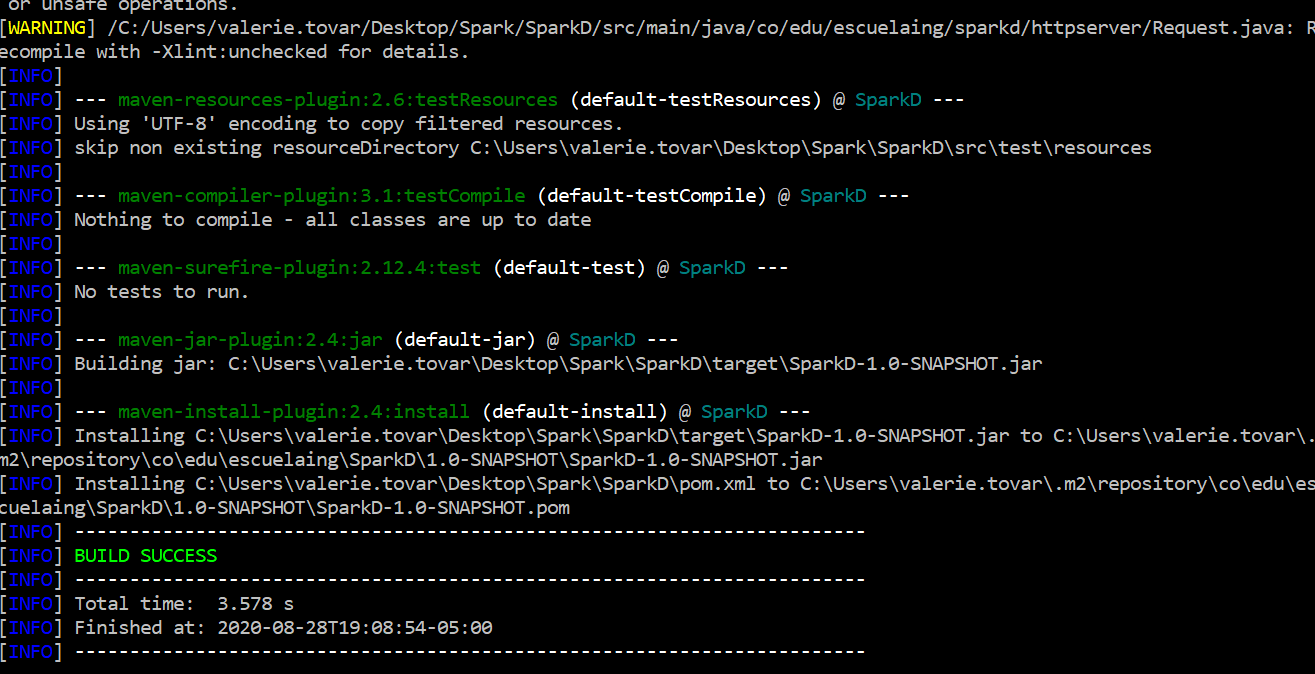 or unsafe operations.
[WARNING] /C:/Users/valerie.tovar/Desktop/Spark/SparkD/src/main/java/co/edu/escuelaing/sparkd/httpserver/Request.java: R
ecompile with -Xlint:unchecked for details.
[INFO]
[INFO] --- maven-resources-plugin:2.6:testResources (default-testResources) @ SparkD ---
[INFO] Using 'UTF-8' encoding to copy filtered resources.
[INFO] skip non existing resourceDirectory C:\Users\valerie.tovar\Desktop\Spark\SparkD\src\test\resources
[INFO]
[INFO] --- maven-compiler-plugin:3.1:testCompile (default-testCompile) @ SparkD ---
[INFO] Nothing to compile - all classes are up to date
[INFO]
[INFO] --- maven-surefire-plugin:2.12.4:test (default-test) @ SparkD ---
[INFO] No tests to run.
[INFO]
[INFO] --- maven-jar-plugin:2.4:jar (default-jar) @ SparkD ---
[INFO] Building jar: C:\Users\valerie.tovar\Desktop\Spark\SparkD\target\SparkD-1.0-SNAPSHOT.jar
[INFO]
[INFO] --- maven-install-plugin:2.4:install (default-install) @ SparkD ---
[INFO] Installing C:\Users\valerie.tovar\Desktop\Spark\SparkD\target\SparkD-1.0-SNAPSHOT.jar to C:\Users\valerie.tovar\.
m2\repository\co\edu\escuelaing\SparkD\1.0-SNAPSHOT\SparkD-1.0-SNAPSHOT.jar
[INFO] Installing C:\Users\valerie.tovar\Desktop\Spark\SparkD\pom.xml to C:\Users\valerie.tovar\.m2\repository\co\edu\es
cuelaing\SparkD\1.0-SNAPSHOT\SparkD-1.0-SNAPSHOT.pom
[INFO] ------------------------------------------------------------------------
[INFO] BUILD SUCCESS
[INFO] ------------------------------------------------------------------------
[INFO] Total time:  3.578 s
[INFO] Finished at: 2020-08-28T19:08:54-05:00
[INFO] ------------------------------------------------------------------------